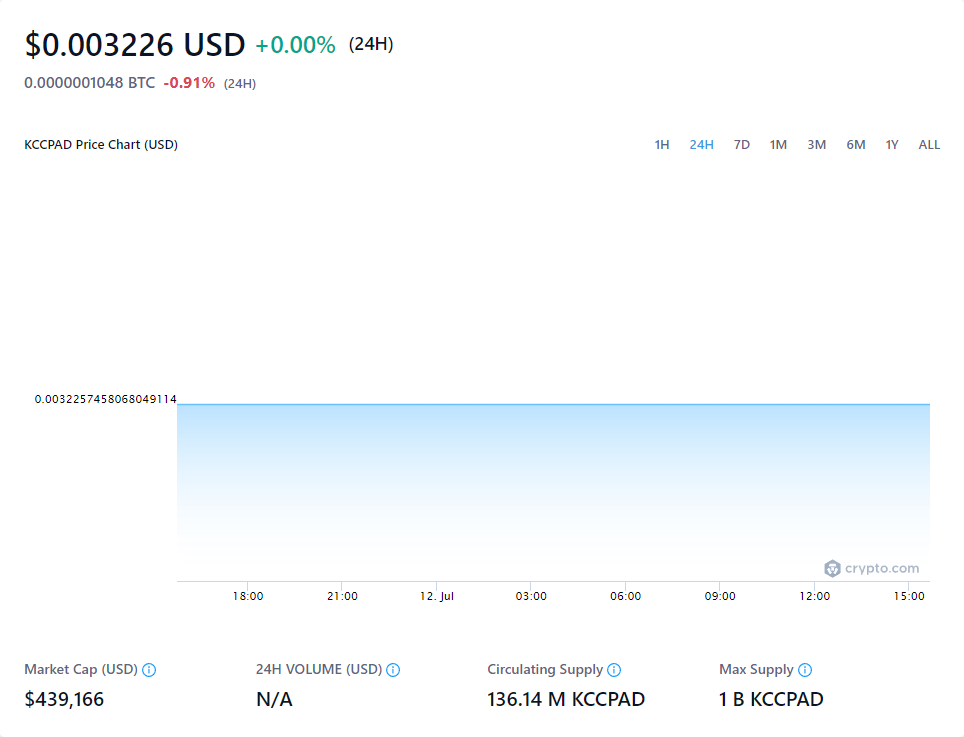 $0.003226 USD +0.00% (24H)
0.0000001048 BTC -0.91% (24H)
KCCPAD Price Chart (USD) 1H 24H 7D 1M 3M 6M 1Y ALL
0.0032257458068049114
crypto.com
18:00 21:00 12. Jul 03:00 06:00 09:00 12:00 15:00
Market Cap (USD) 24H VOLUME (USD) Circulating Supply Max Supply
$439,166 N/A 136.14 M KCCPAD 1 B KCCPAD